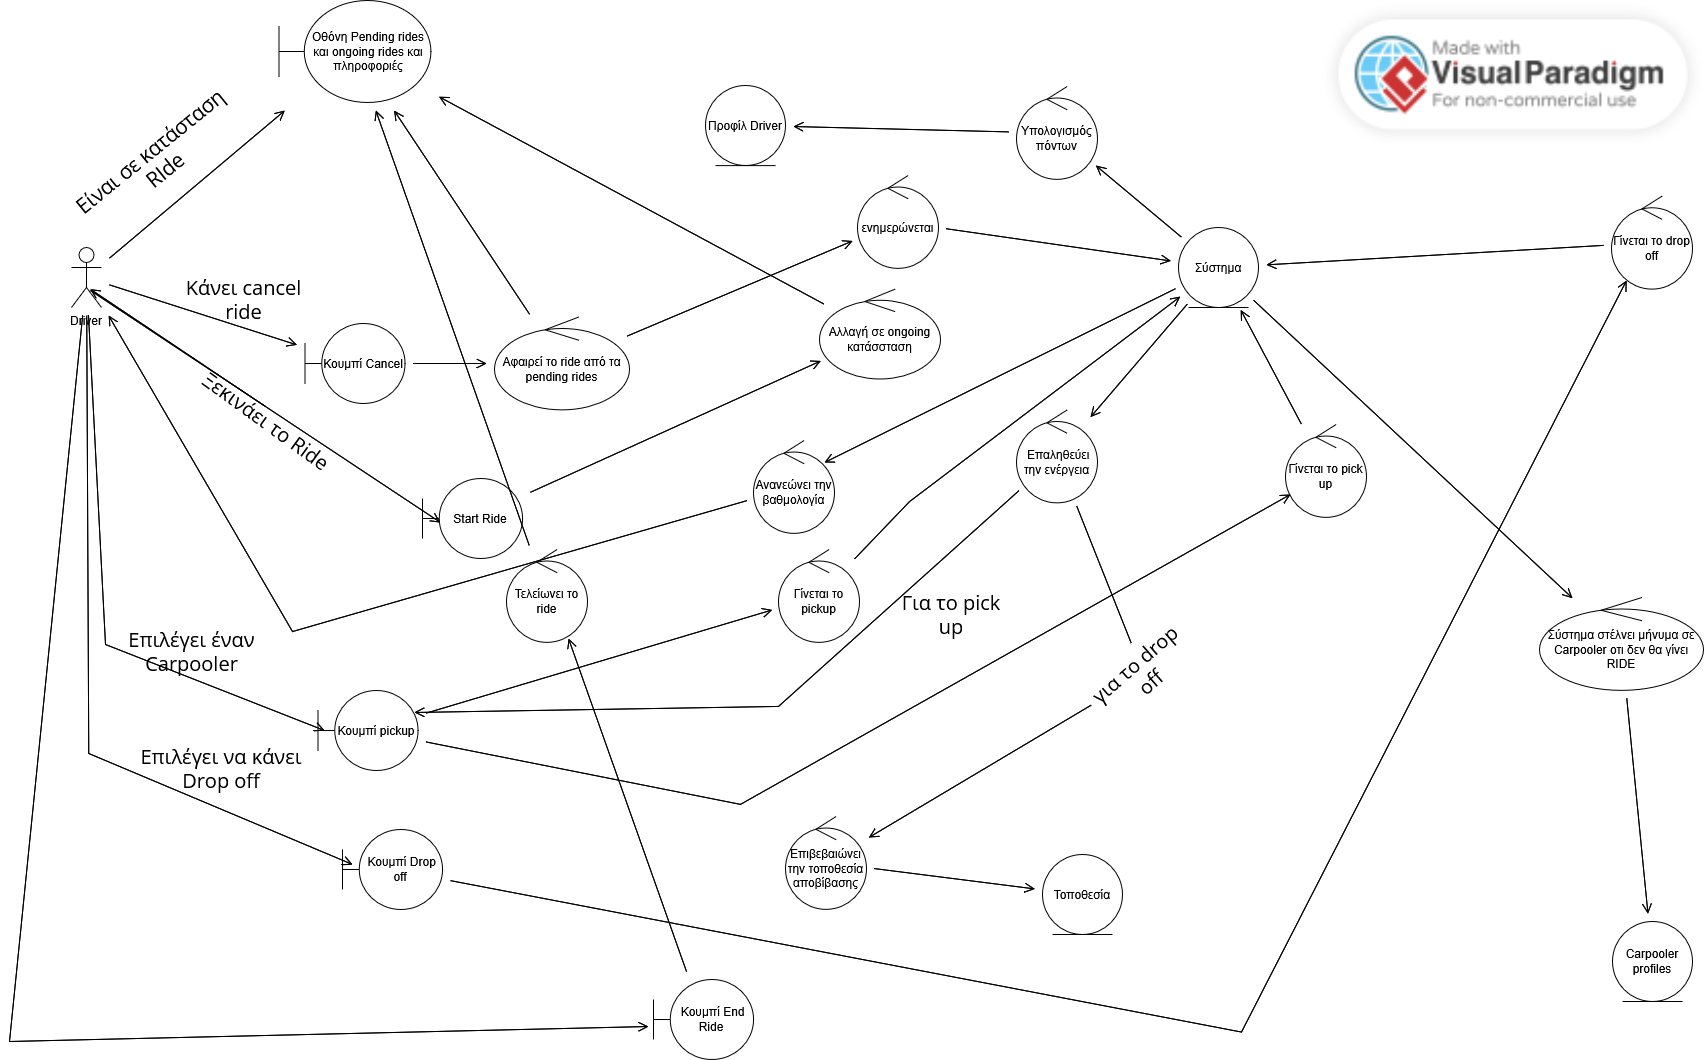 Οθόνη Pending rides
και ongoing rides και
πληροφοριές
Made with
Visual Paradigm
For non-commercial use
Είναι σε κατάσταση
RIde
Προφίλ Driver
Υπολογισμός
πόντων
ενημερώνεται
Γίνεται το drop
off
Σύστημα
Driver
Κάνει cancel
ride
Κουμπί Cancel
Αφαιρεί το ride από τα
pending rides
Αλλαγή σε ongoing
κατάσσταση
Ξεκινάει το Ride
Start Ride
Ανανεώνει την
βαθμολογία
Επαληθεύει
την ενέργεια
Γίνεται το pick
up
Τελείωνει το
ride
Γίνεται το
pickup
Για το pick
up
για το drop
off
Σύστημα στέλνει μήνυμα σε
Carpooler οτι δεν θα γίνει
RIDE
Επιλέγει έναν
Carpooler
Κουμπί pickup
Επιλέγει να κάνει
Drop off
Κουμπί Drop
off
Επιβεβαιώνει
την τοποθεσία
αποβίβασης
Τοποθεσία
Carpooler
profiles
Κουμπί End
Ride